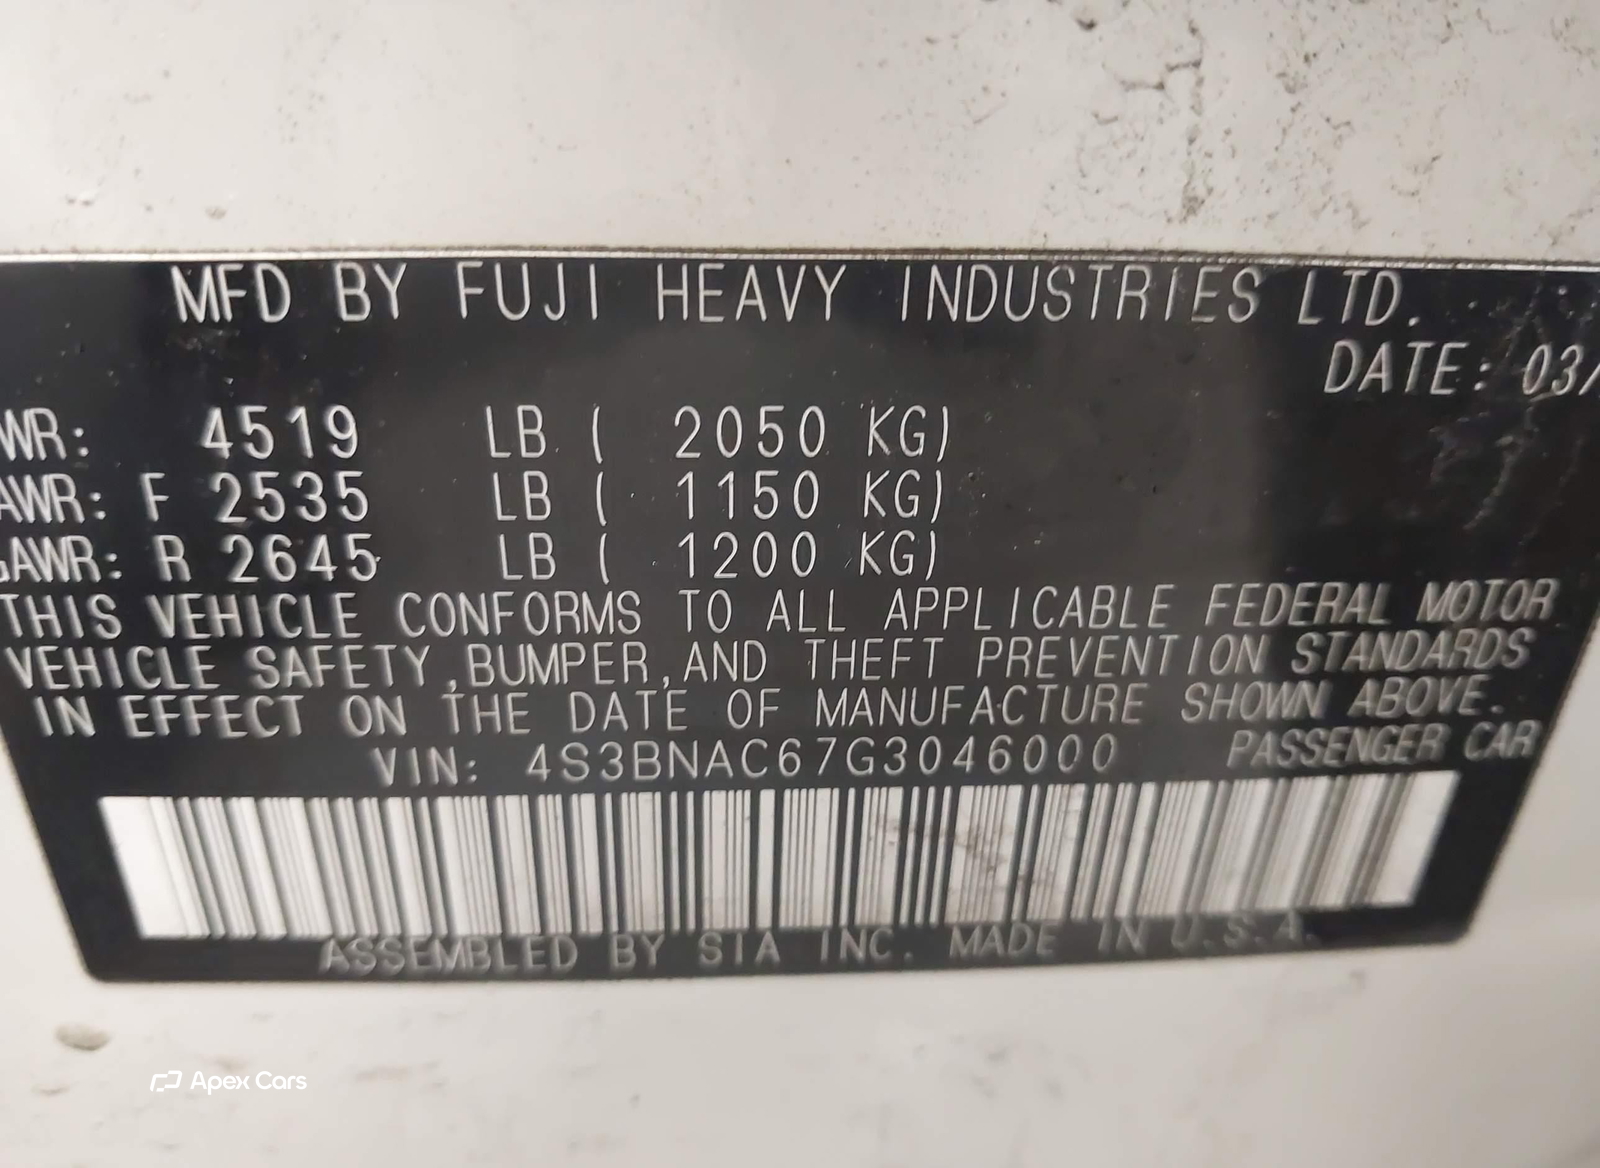 MFD BY FUJI HEAVY INDUSTRIES LTD.
DATE: 03/
WR: 4519 LB ( 2050 KG)
AWR: F 2535 LB ( 1150 KG)
GAWR: R 2645 LB ( 1200 KG)
THIS VEHICLE CONFORMS TO ALL APPLICABLE FEDERAL MOTOR
VEHICLE SAFETY,BUMPER,AND THEFT PREVENTION STANDARDS
IN EFFECT ON THE DATE OF MANUFACTURE SHOWN ABOVE.
VIN: 4S3BNAC67G3046000 PASSENGER CAR
ASSEMBLED BY SIA INC. MADE IN U.S.A.
Apex Cars